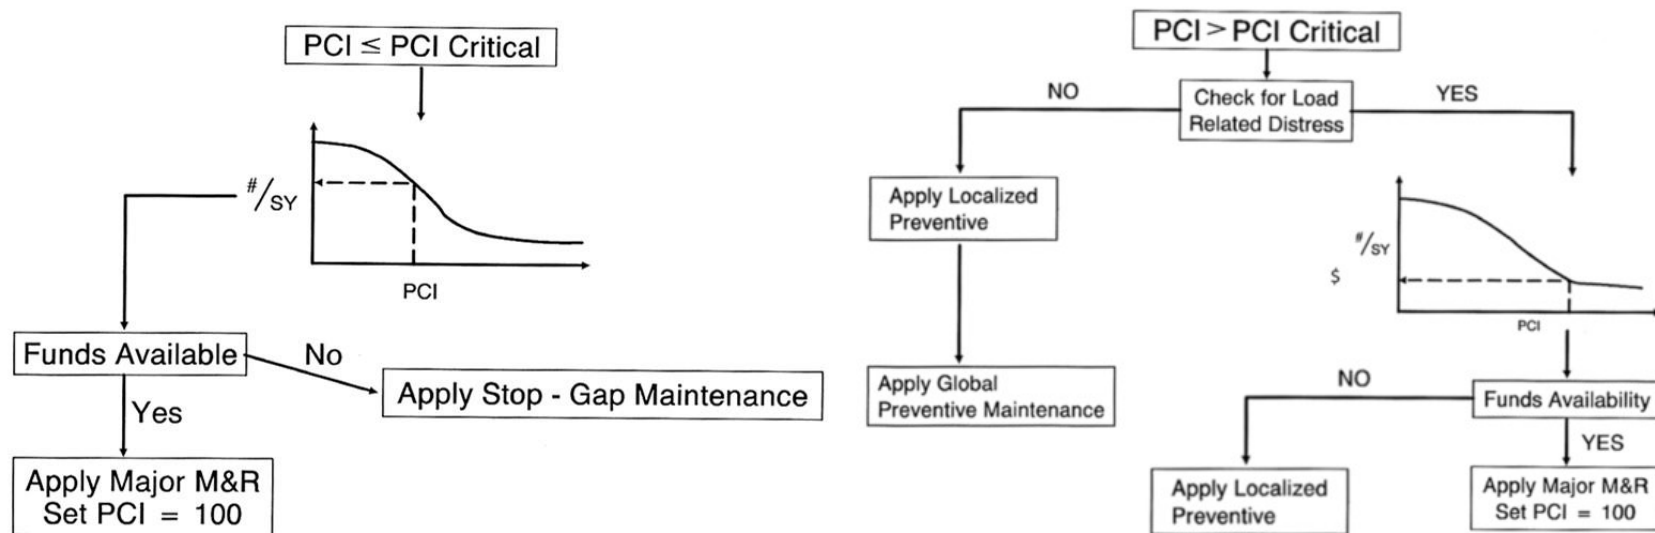 PCI ≤ PCI Critical
#/SY
PCI
Funds Available
No
Apply Stop - Gap Maintenance
Yes
Apply Major M&R
Set PCI = 100
PCI > PCI Critical
NO
Check for Load
Related Distress
YES
Apply Localized
Preventive
Apply Global
Preventive Maintenance
#/SY
$
PCI
NO
Funds Availability
YES
Apply Localized
Preventive
Apply Major M&R
Set PCI = 100